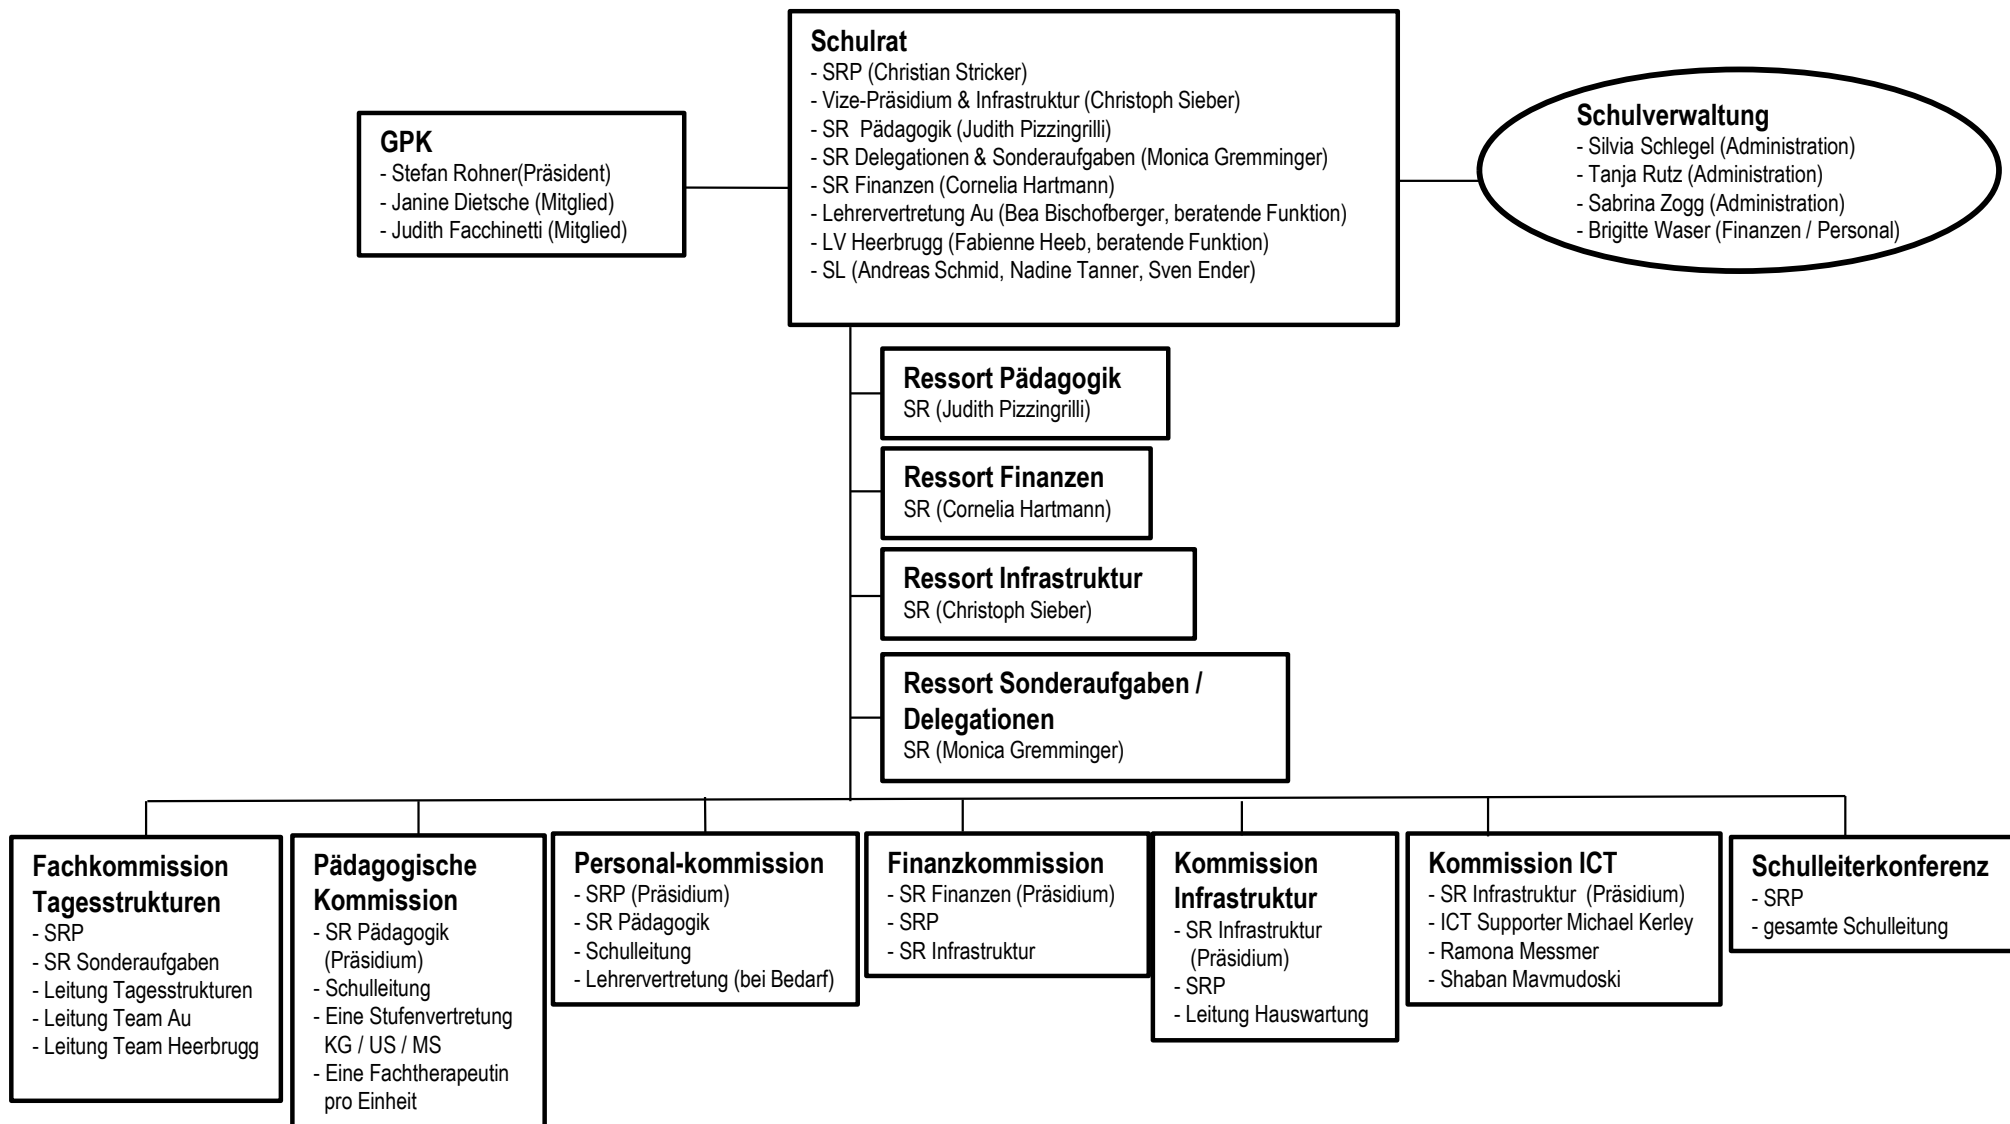 Schulrat
- SRP (Christian Stricker)
- Vize-Präsidium & Infrastruktur (Christoph Sieber)
- SR  Pädagogik (Judith Pizzingrilli)
- SR Delegationen & Sonderaufgaben (Monica Gremminger)
- SR Finanzen (Cornelia Hartmann)
- Lehrervertretung Au (Bea Bischofberger, beratende Funktion)
- LV Heerbrugg (Fabienne Heeb, beratende Funktion)
- SL (Andreas Schmid, Nadine Tanner, Sven Ender)
GPK
- Stefan Rohner(Präsident)
- Janine Dietsche (Mitglied)
- Judith Facchinetti (Mitglied)
Schulverwaltung
- Silvia Schlegel (Administration)
- Tanja Rutz (Administration)
- Sabrina Zogg (Administration)
- Brigitte Waser (Finanzen / Personal)
Ressort Pädagogik
SR (Judith Pizzingrilli)
Ressort Finanzen
SR (Cornelia Hartmann)
Ressort Infrastruktur
SR (Christoph Sieber)
Ressort Sonderaufgaben /
Delegationen
SR (Monica Gremminger)
Fachkommission
Tagesstrukturen
- SRP
- SR Sonderaufgaben
- Leitung Tagesstrukturen
- Leitung Team Au
- Leitung Team Heerbrugg
Pädagogische
Kommission
- SR Pädagogik
(Präsidium)
- Schulleitung
- Eine Stufenvertretung
KG / US / MS
- Eine Fachtherapeutin
pro Einheit
Personal-kommission
- SRP (Präsidium)
- SR Pädagogik
- Schulleitung
- Lehrervertretung (bei Bedarf)
Finanzkommission
- SR Finanzen (Präsidium)
- SRP
- SR Infrastruktur
Kommission
Infrastruktur
- SR Infrastruktur
(Präsidium)
- SRP
- Leitung Hauswartung
Kommission ICT
- SR Infrastruktur  (Präsidium)
- ICT Supporter Michael Kerley
- Ramona Messmer
- Shaban Mavmudoski
Schulleiterkonferenz
- SRP
- gesamte Schulleitung